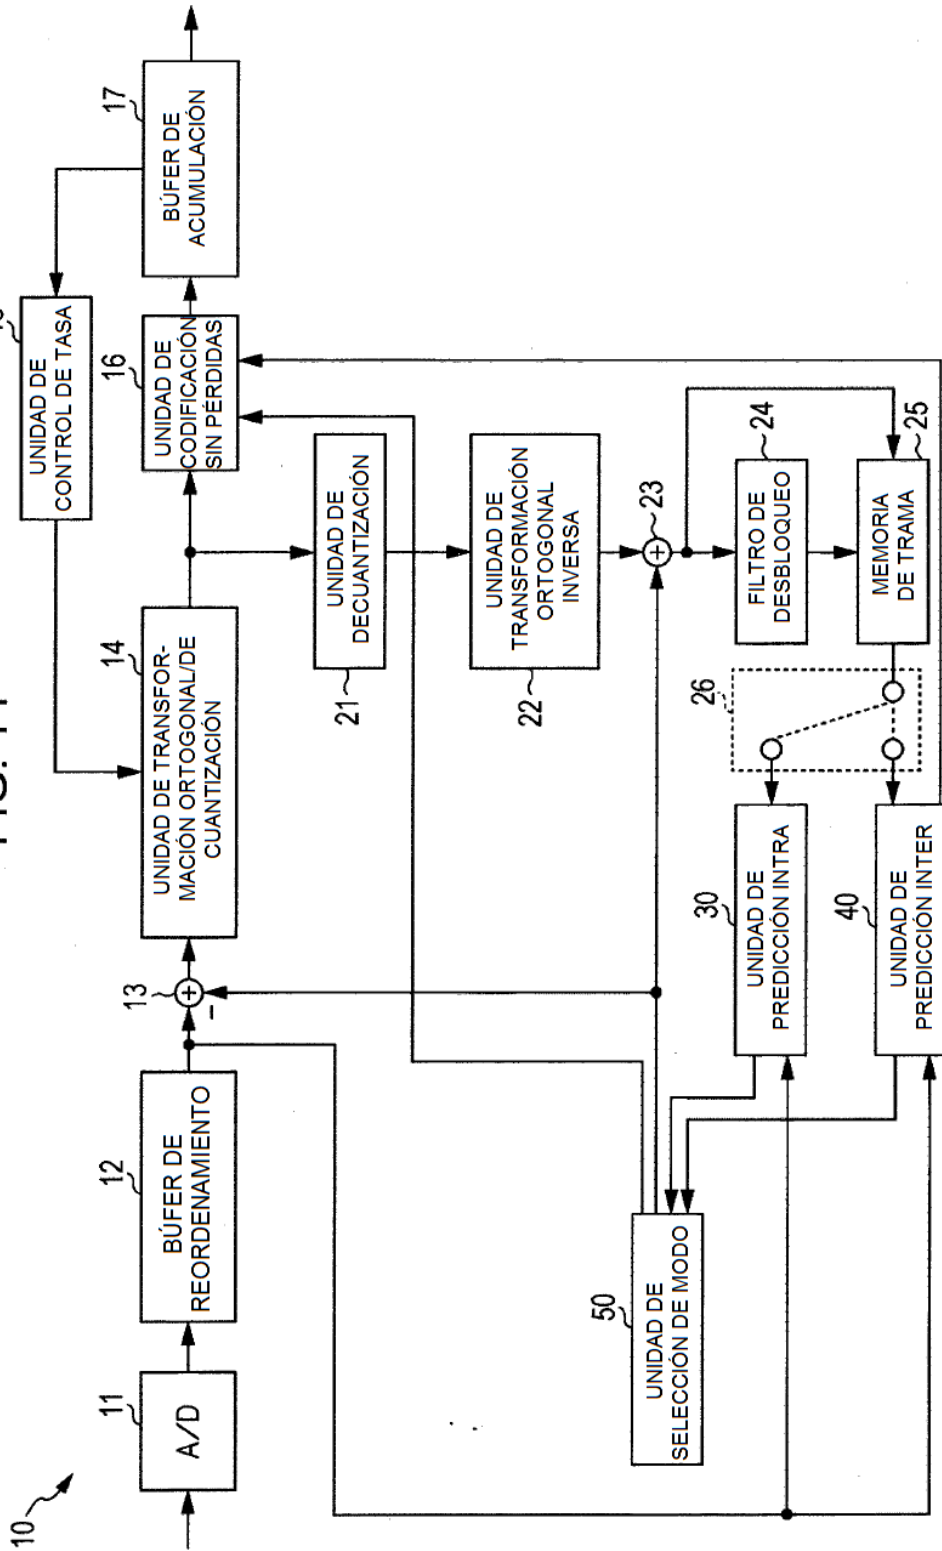 10
11
A/D
12
BÚFER DE
REORDENAMIENTO
13
−
14
UNIDAD DE TRANSFOR-
MACIÓN ORTOGONAL/DE
CUANTIZACIÓN
UNIDAD DE
CONTROL DE TASA
16
UNIDAD DE
CODIFICACIÓN
SIN PÉRDIDAS
17
BÚFER DE
ACUMULACIÓN
21
UNIDAD DE
DECUANTIZACIÓN
22
UNIDAD DE
TRANSFORMACIÓN
ORTOGONAL
INVERSA
23
24
FILTRO DE
DESBLOQUEO
25
MEMORIA
DE TRAMA
26
30
UNIDAD DE
PREDICCIÓN INTRA
40
UNIDAD DE
PREDICCIÓN INTER
50
UNIDAD DE
SELECCIÓN DE MODO